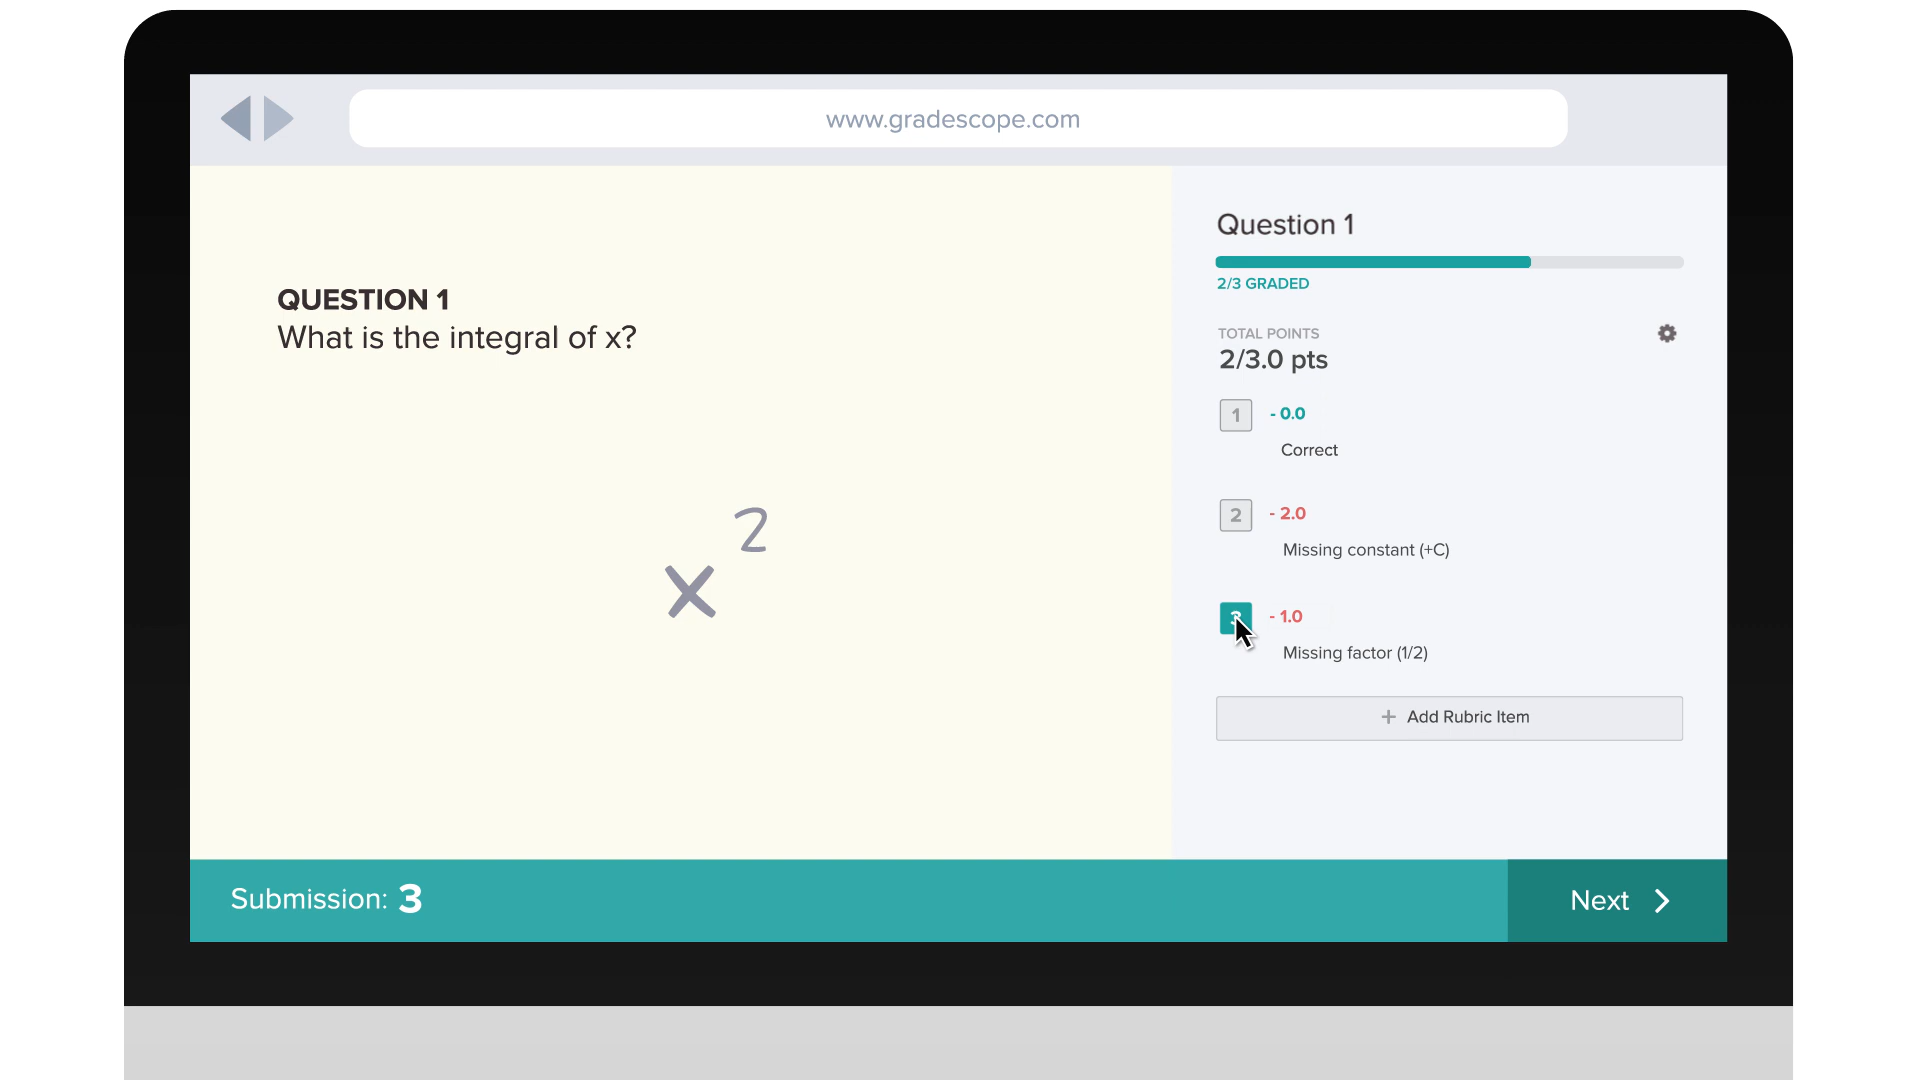 www.gradescope.com
QUESTION 1
What is the integral of x?
x 2
Question 1
2/3 GRADED
TOTAL POINTS
2/3.0 pts
1 - 0.0
Correct
2 - 2.0
Missing constant (+C)
3 - 1.0
Missing factor (1/2)
+ Add Rubric Item
Submission: 3
Next